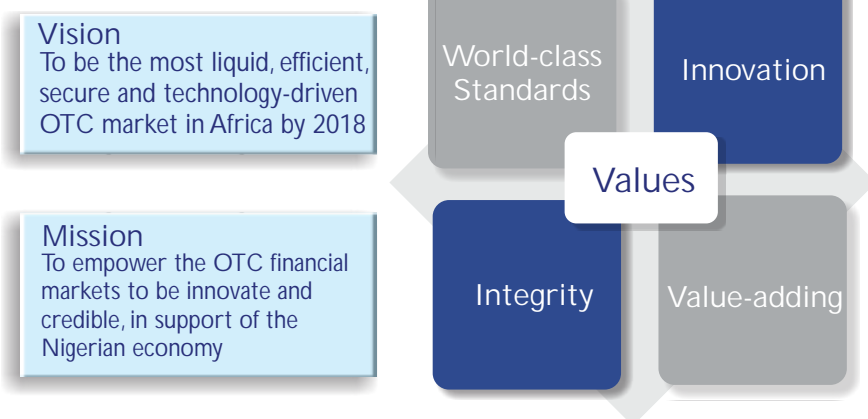 Vision
To be the most liquid, efficient,
secure and technology-driven
OTC market in Africa by 2018
Mission
To empower the OTC financial
markets to be innovate and
credible, in support of the
Nigerian economy
World-class
Standards
Innovation
Values
Integrity
Value-adding